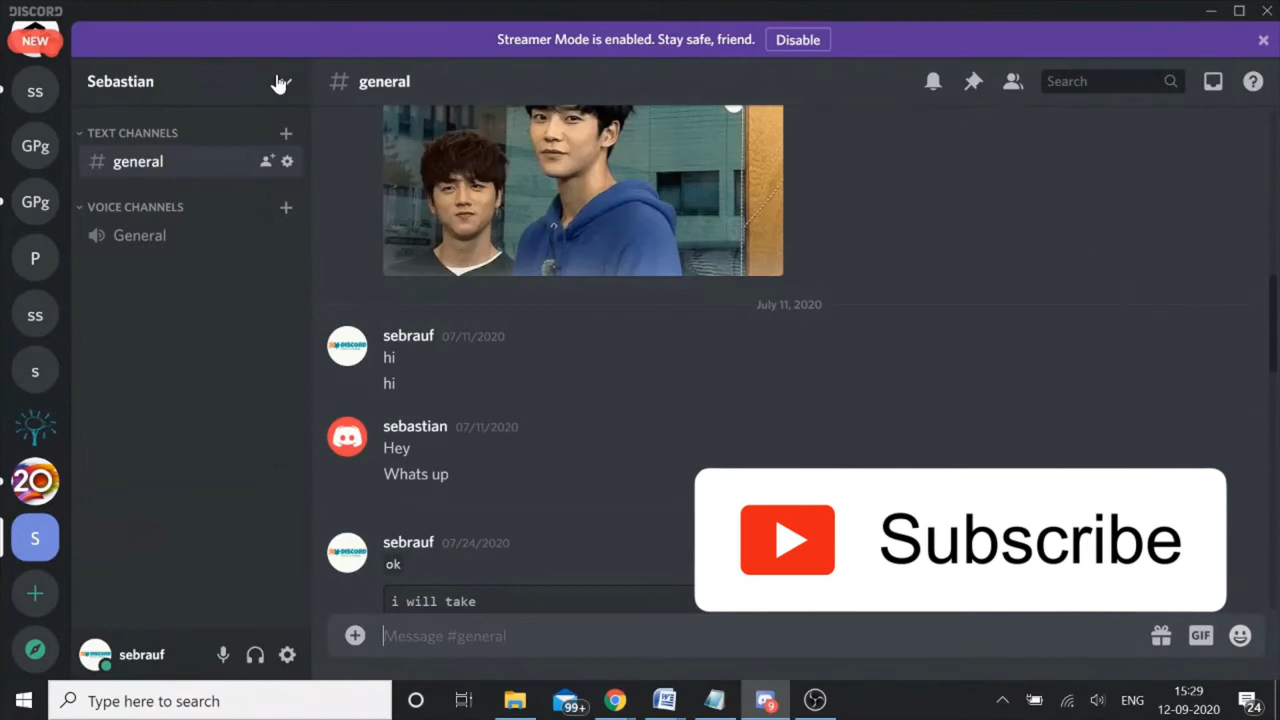 DISCORD
NEW
Streamer Mode is enabled. Stay safe, friend.
Disable
ss
GPg
GPg
P
ss
s
20
S
Sebastian
TEXT CHANNELS
general
VOICE CHANNELS
General
sebrauf
# general
Search
July 11, 2020
sebrauf 07/11/2020
hi
hi
sebastian 07/11/2020
Hey
Whats up
sebrauf 07/24/2020
ok
i will take
Message #general
GIF
Subscribe
Type here to search
99+
9
ENG
15:29
12-09-2020
24